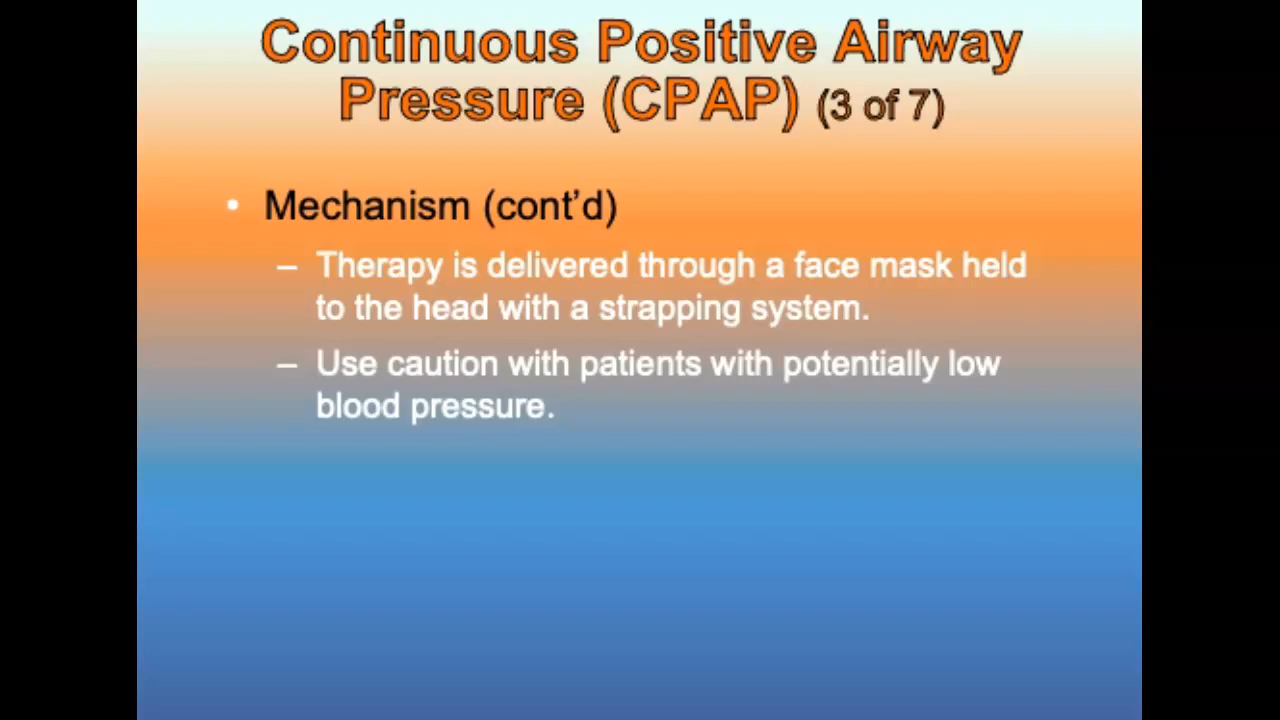 Continuous Positive Airway
Pressure (CPAP) (3 of 7)
• Mechanism (cont’d)
– Therapy is delivered through a face mask held
to the head with a strapping system.
– Use caution with patients with potentially low
blood pressure.